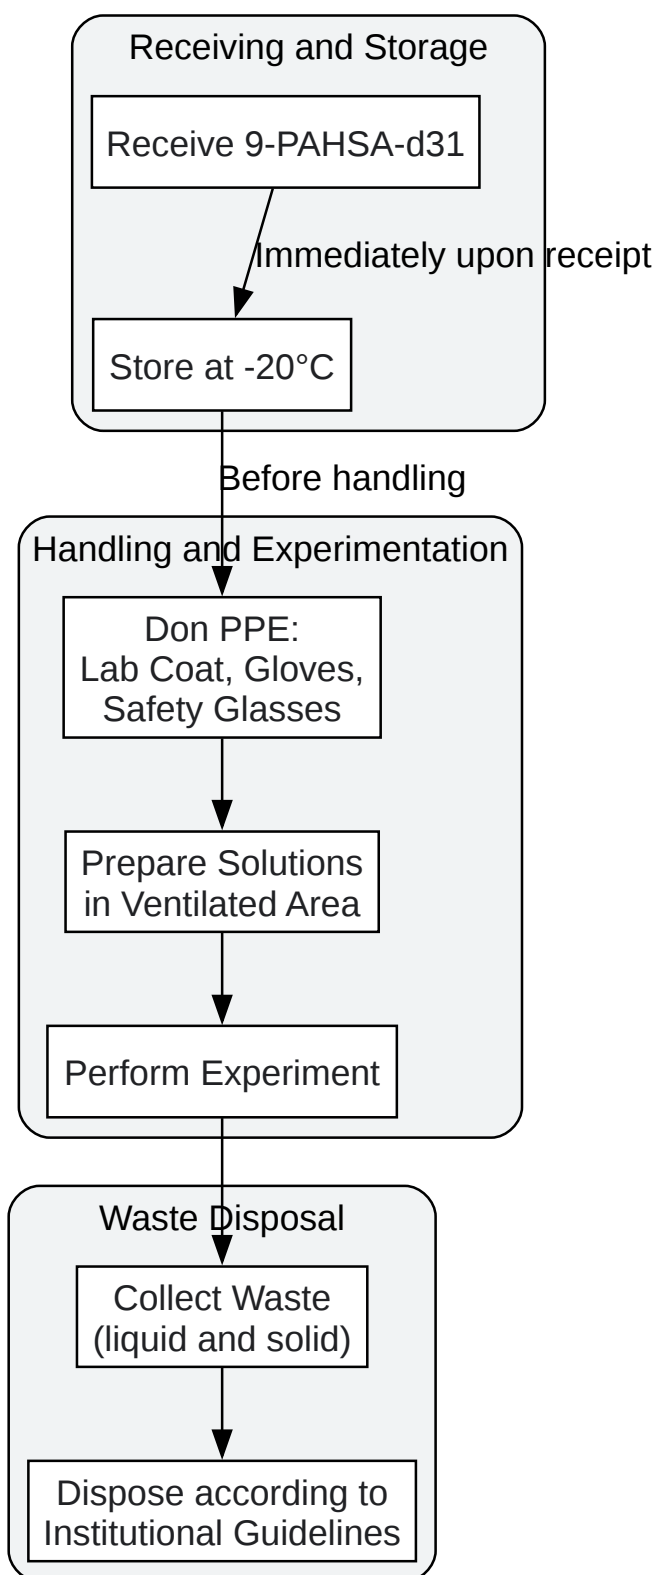 Receiving and Storage
Receive 9-PAHSA-d31
Immediately upon receipt
Store at -20°C
Before handling
Handling and Experimentation
Don PPE:
Lab Coat, Gloves,
Safety Glasses
Prepare Solutions
in Ventilated Area
Perform Experiment
Waste Disposal
Collect Waste
(liquid and solid)
Dispose according to
Institutional Guidelines